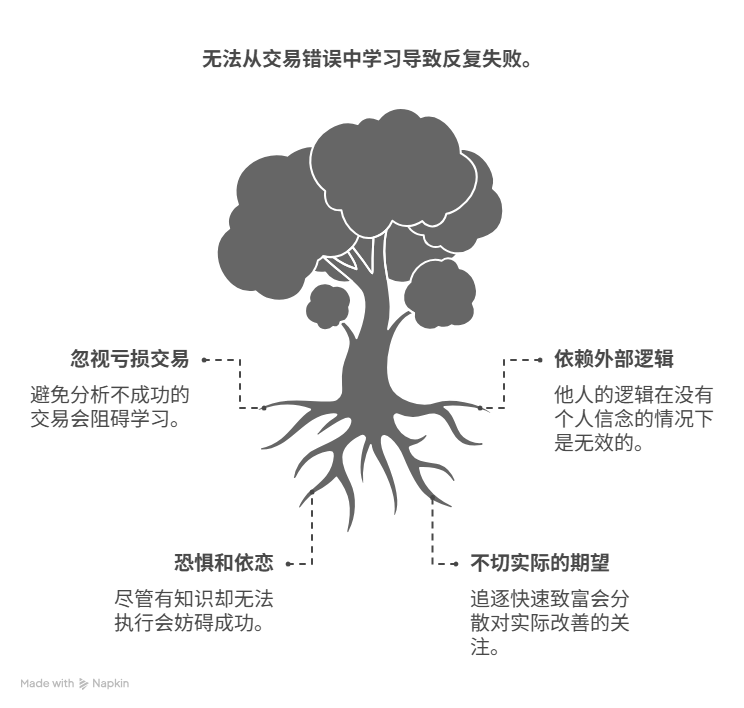 无法从交易错误中学习导致反复失败。
忽视亏损交易
避免分析不成功的
交易会阻碍学习。
依赖外部逻辑
他人的逻辑在没有
个人信念的情况下
是无效的。
恐惧和依恋
尽管有知识却无法
执行会妨碍成功。
不切实际的期望
追逐快速致富会分
散对实际改善的关
注。
Made with Napkin